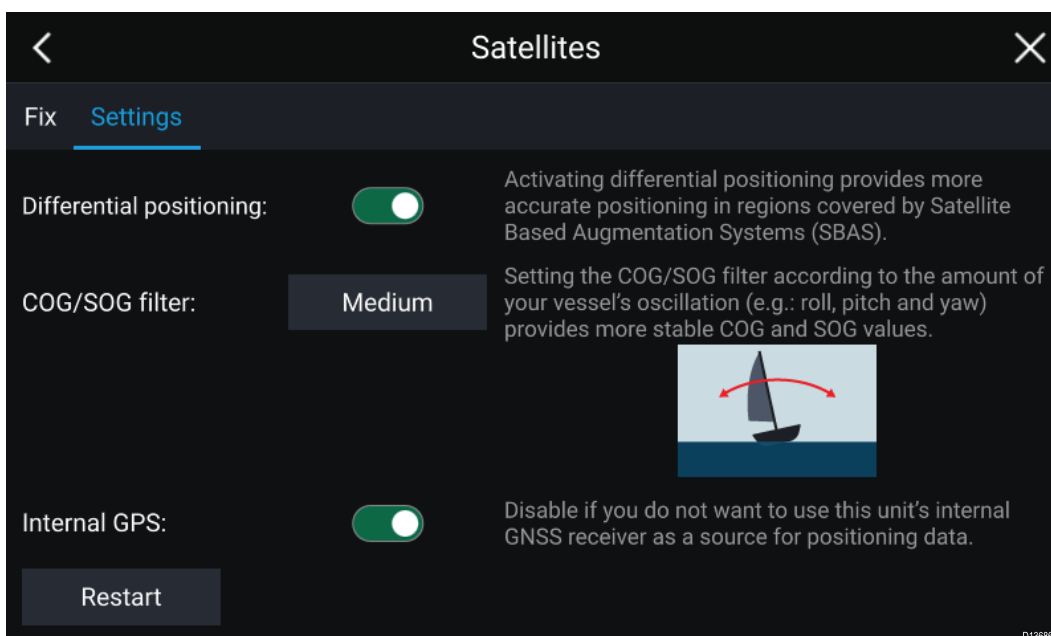 Satellites
Fix Settings
Differential positioning:
Activating differential positioning provides more
accurate positioning in regions covered by Satellite
Based Augmentation Systems (SBAS).
COG/SOG filter:
Medium
Setting the COG/SOG filter according to the amount of
your vessel's oscillation (e.g.: roll, pitch and yaw)
provides more stable COG and SOG values.
Internal GPS:
Disable if you do not want to use this unit's internal
GNSS receiver as a source for positioning data.
Restart